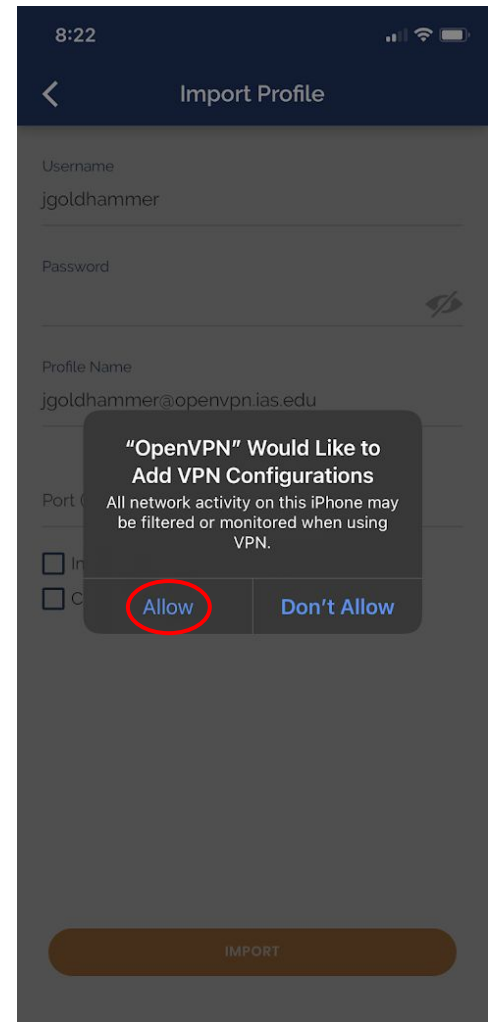 8:22
Import Profile
Username
jgoldhammer
Password
Profile Name
jgoldhammer@openvpn.ias.edu
"OpenVPN" Would Like to
Add VPN Configurations
All network activity on this iPhone may
be filtered or monitored when using
VPN.
Port
Allow
Don't Allow
IMPORT